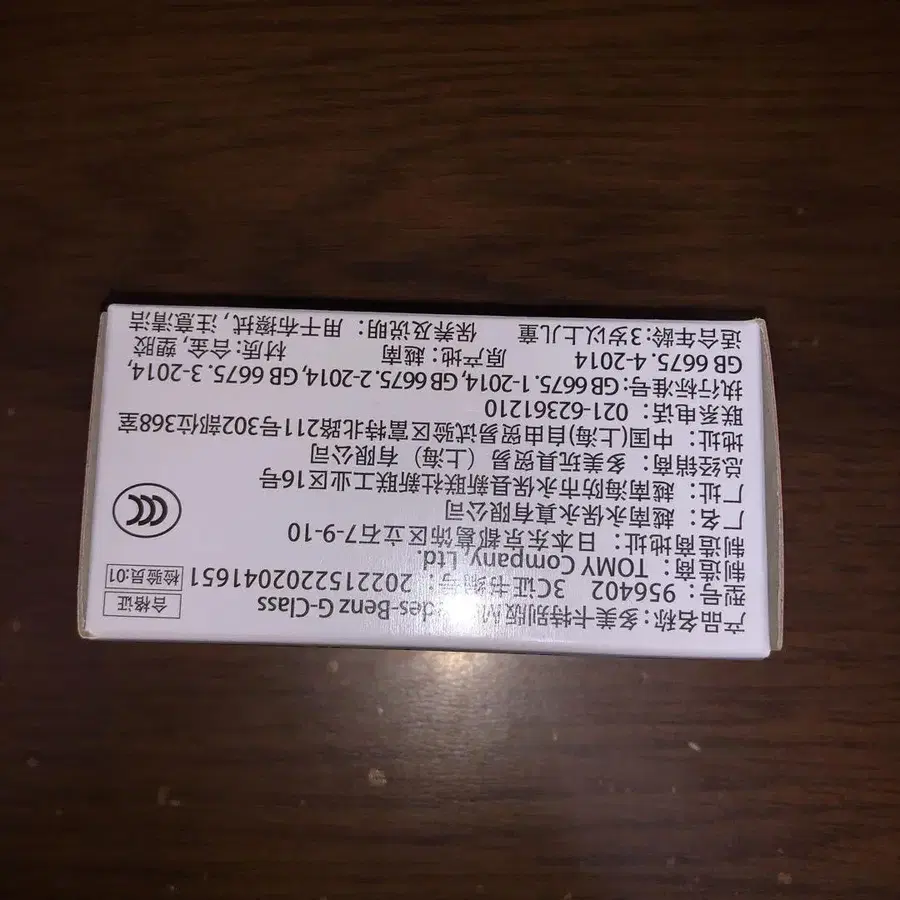 产品名称：多美卡特别版M des-Benz G-Class
合格证
型号：956402 3C证书编号：2022152202041651
检验员:01
制造商：TOMY Company, Ltd.
制造商地址：日本东京都葛饰区立石7-9-10
厂名：越南永保永真有限公司
厂址：越南海防市永保县新联社新联工业区16号
总经销商：多美玩具贸易（上海）有限公司
地址：中国(上海)自由贸易试验区富特北路211号302部位368室
联系电话：021-62361210
执行标准号:GB 6675.1-2014, GB 6675.2-2014, GB 6675.3-2014,
GB 6675.4-2014 原产地：越南 材质:合金, 塑胶
适合年龄:3岁以上儿童 保养及说明：用干布擦拭, 注意清洁